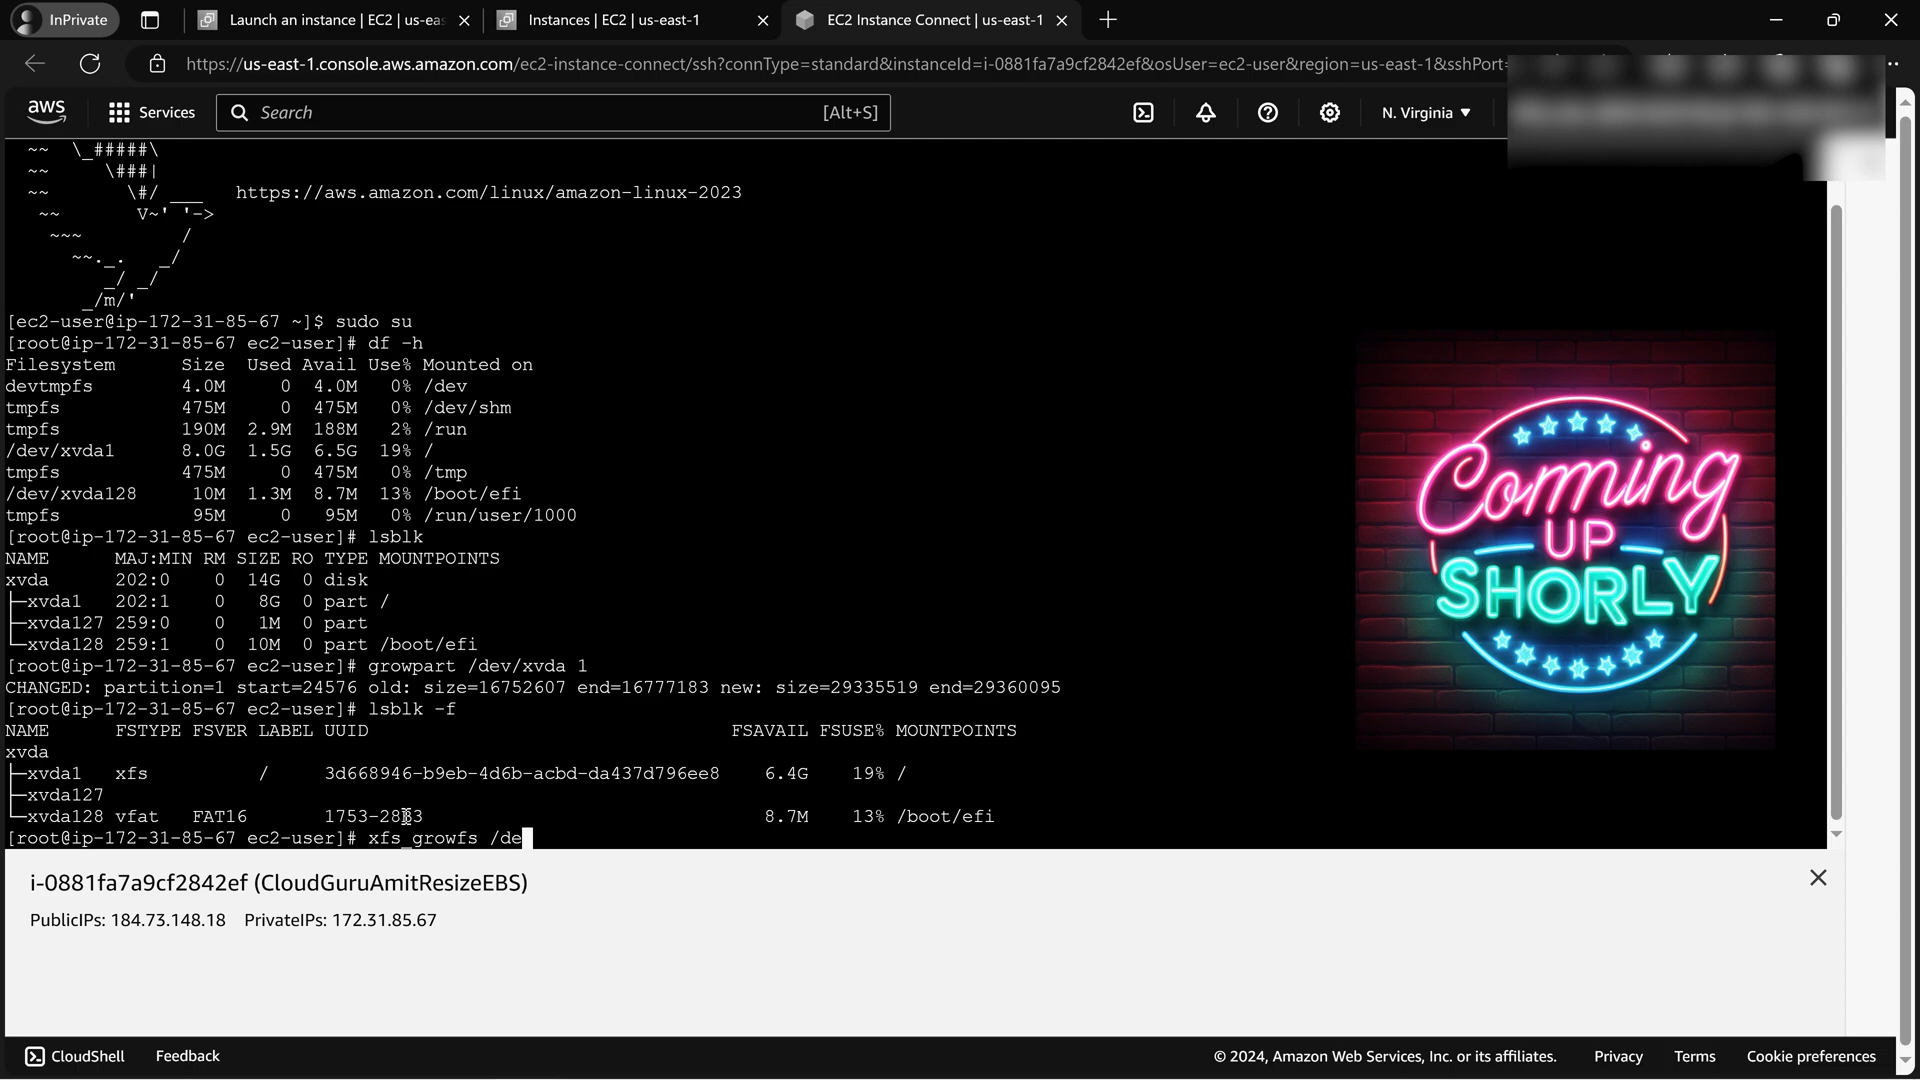 InPrivate
Launch an instance | EC2 | us-eas
Instances | EC2 | us-east-1
EC2 Instance Connect | us-east-1
https://us-east-1.console.aws.amazon.com/ec2-instance-connect/ssh?connType=standard&instanceId=i-0881fa7a9cf2842ef&osUser=ec2-user&region=us-east-1&sshPort=
aws
Services
Search
[Alt+S]
N. Virginia
~~   \_#####\
~~      \###|
~~        \#/ ___   https://aws.amazon.com/linux/amazon-linux-2023
~~         V~' '->
~~~         /
~~._.   _/
_/ _/
_/m/'
[ec2-user@ip-172-31-85-67 ~]$ sudo su
[root@ip-172-31-85-67 ec2-user]# df -h
Filesystem      Size  Used Avail Use% Mounted on
devtmpfs        4.0M     0  4.0M   0% /dev
tmpfs           475M     0  475M   0% /dev/shm
tmpfs           190M  2.9M  188M   2% /run
/dev/xvda1      8.0G  1.5G  6.5G  19% /
tmpfs           475M     0  475M   0% /tmp
/dev/xvda128     10M  1.3M  8.7M  13% /boot/efi
tmpfs            95M     0   95M   0% /run/user/1000
[root@ip-172-31-85-67 ec2-user]# lsblk
NAME      MAJ:MIN RM SIZE RO TYPE MOUNTPOINTS
xvda      202:0    0  14G  0 disk
├─xvda1   202:1    0   8G  0 part /
├─xvda127 259:0    0   1M  0 part
└─xvda128 259:1    0  10M  0 part /boot/efi
[root@ip-172-31-85-67 ec2-user]# growpart /dev/xvda 1
CHANGED: partition=1 start=24576 old: size=16752607 end=16777183 new: size=29335519 end=29360095
[root@ip-172-31-85-67 ec2-user]# lsblk -f
NAME      FSTYPE FSVER LABEL UUID                                 FSAVAIL FSUSE% MOUNTPOINTS
xvda
├─xvda1   xfs          /     3d668946-b9eb-4d6b-acbd-da437d796ee8    6.4G    19% /
├─xvda127
└─xvda128 vfat   FAT16       1753-28 3                               8.7M    13% /boot/efi
[root@ip-172-31-85-67 ec2-user]# xfs_growfs /de
Comming
UP
SHORLY
i-0881fa7a9cf2842ef (CloudGuruAmitResizeEBS)
PublicIPs: 184.73.148.18 PrivateIPs: 172.31.85.67
CloudShell
Feedback
© 2024, Amazon Web Services, Inc. or its affiliates.
Privacy
Terms
Cookie preferences